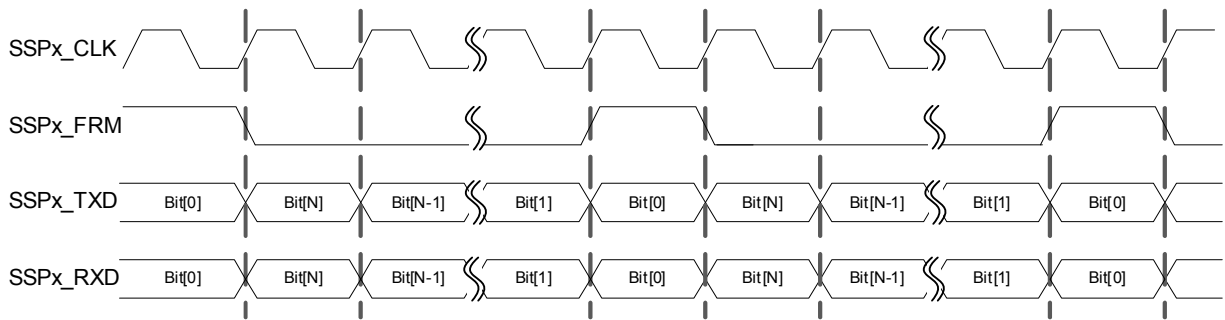 SSPx_CLK
SSPx_FRM
SSPx_TXD Bit[0] Bit[N] Bit[N-1] Bit[1] Bit[0] Bit[N] Bit[N-1] Bit[1] Bit[0]
SSPx_RXD Bit[0] Bit[N] Bit[N-1] Bit[1] Bit[0] Bit[N] Bit[N-1] Bit[1] Bit[0]